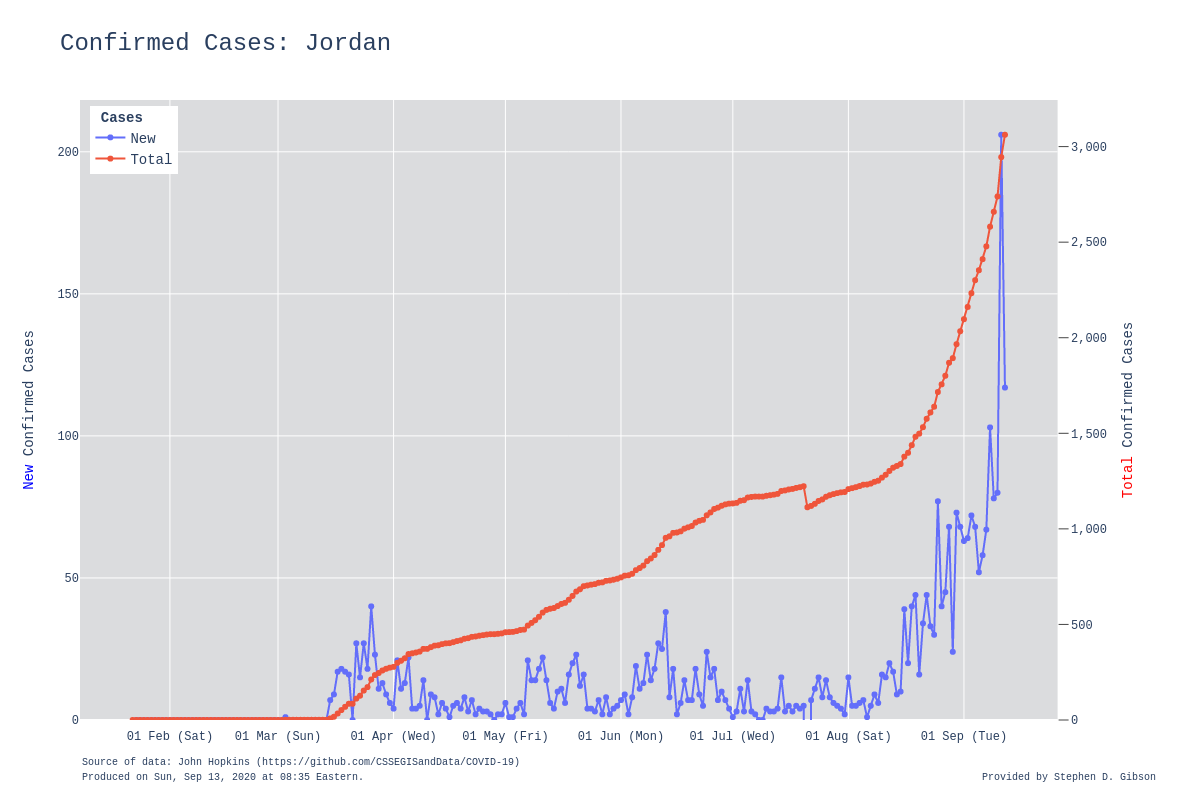 Confirmed Cases: Jordan
Cases
New
Total
200
150
100
50
0
3,000
2,500
2,000
1,500
1,000
500
0
New Confirmed Cases
Total Confirmed Cases
01 Feb (Sat) 01 Mar (Sun) 01 Apr (Wed) 01 May (Fri) 01 Jun (Mon) 01 Jul (Wed) 01 Aug (Sat) 01 Sep (Tue)
Source of data: John Hopkins (https://github.com/CSSEGISandData/COVID-19)
Produced on Sun, Sep 13, 2020 at 08:35 Eastern.
Provided by Stephen D. Gibson